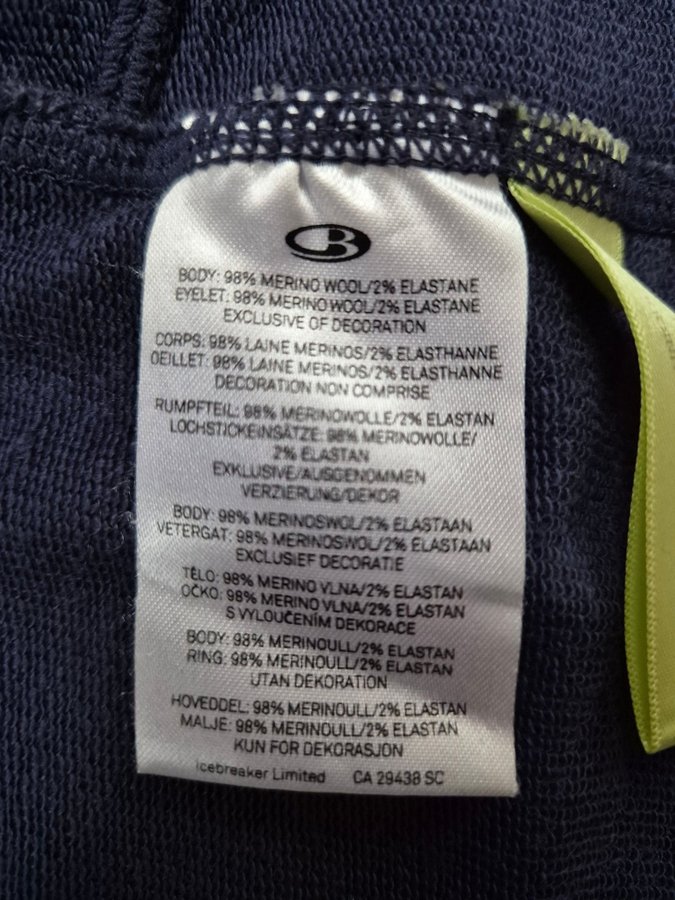 BODY: 98% MERINO WOOL/2% ELASTANE
EYELET: 98% MERINO WOOL/2% ELASTANE
EXCLUSIVE OF DECORATION
CORPS: 98% LAINE MERINOS/2% ELASTHANNE
OEILLET: 98% LAINE MERINOS/2% ELASTHANNE
DECORATION NON COMPRISE
RUMPFTEIL: 98% MERINOWOLLE/2% ELASTAN
LOCHSTICKEINSÄTZE: 98% MERINOWOLLE/
2% ELASTAN
EXKLUSIVE/AUSGENOMMEN
VERZIERUNG/DEKOR
BODY: 98% MERINOSWOL/2% ELASTAAN
VETERGAT: 98% MERINOSWOL/2% ELASTAAN
EXCLUSIEF DECORATIE
TĚLO: 98% MERINO VLNA/2% ELASTAN
OČKO: 98% MERINO VLNA/2% ELASTAN
S VYLOUČENÍM DEKORACE
BODY: 98% MERINOULL/2% ELASTAN
RING: 98% MERINOULL/2% ELASTAN
UTAN DEKORATION
HOVEDDEL: 98% MERINOULL/2% ELASTAN
MALJE: 98% MERINOULL/2% ELASTAN
KUN FOR DEKORASJON
Icebreaker Limited CA 29438 SC